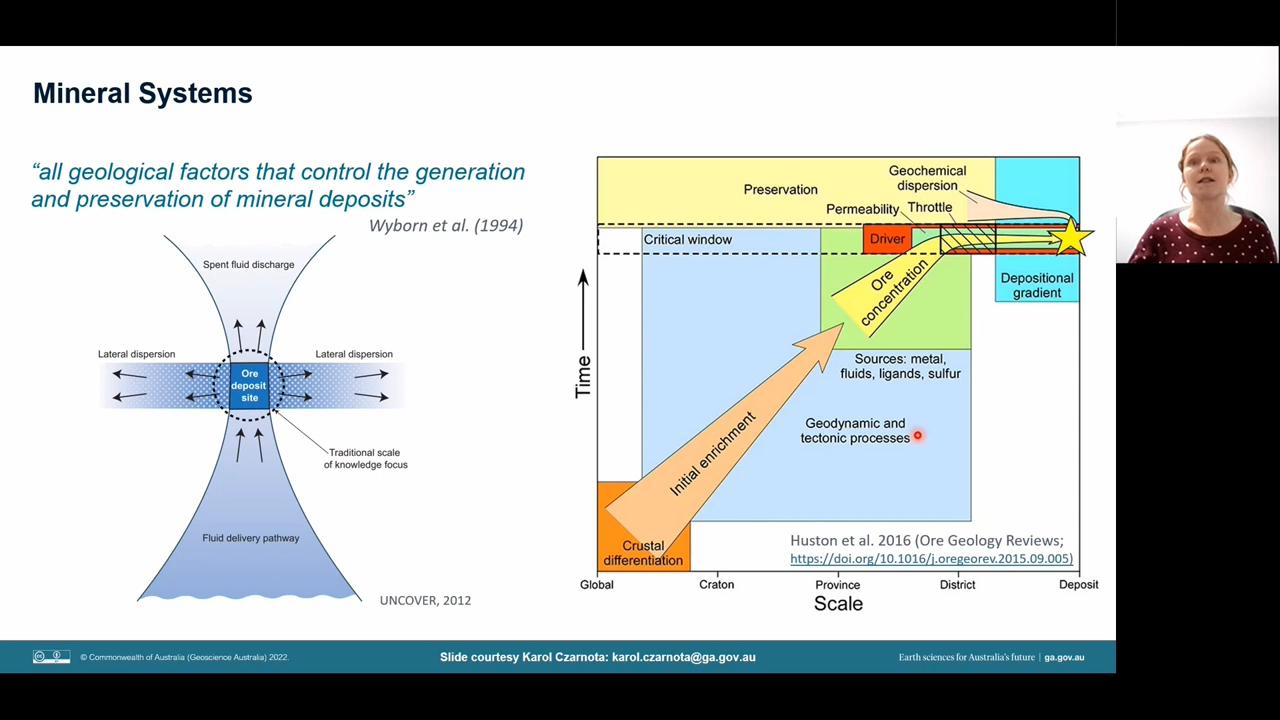 Mineral Systems
“all geological factors that control the generation
and preservation of mineral deposits”
Wyborn et al. (1994)
Spent fluid discharge
Lateral dispersion
Lateral dispersion
Ore
deposit
site
Traditional scale
of knowledge focus
Fluid delivery pathway
UNCOVER, 2012
Preservation
Geochemical
dispersion
Permeability
Throttle
Critical window
Driver
Ore
concentration
Depositional
gradient
Time
Sources: metal,
fluids, ligands, sulfur
Geodynamic and
tectonic processes
Initial enrichment
Crustal
differentiation
Huston et al. 2016 (Ore Geology Reviews;
https://doi.org/10.1016/j.oregeorev.2015.09.005)
Global
Craton
Province
District
Deposit
Scale
© Commonwealth of Australia (Geoscience Australia) 2022.
Slide courtesy Karol Czarnota: karol.czarnota@ga.gov.au
Earth sciences for Australia's future | ga.gov.au